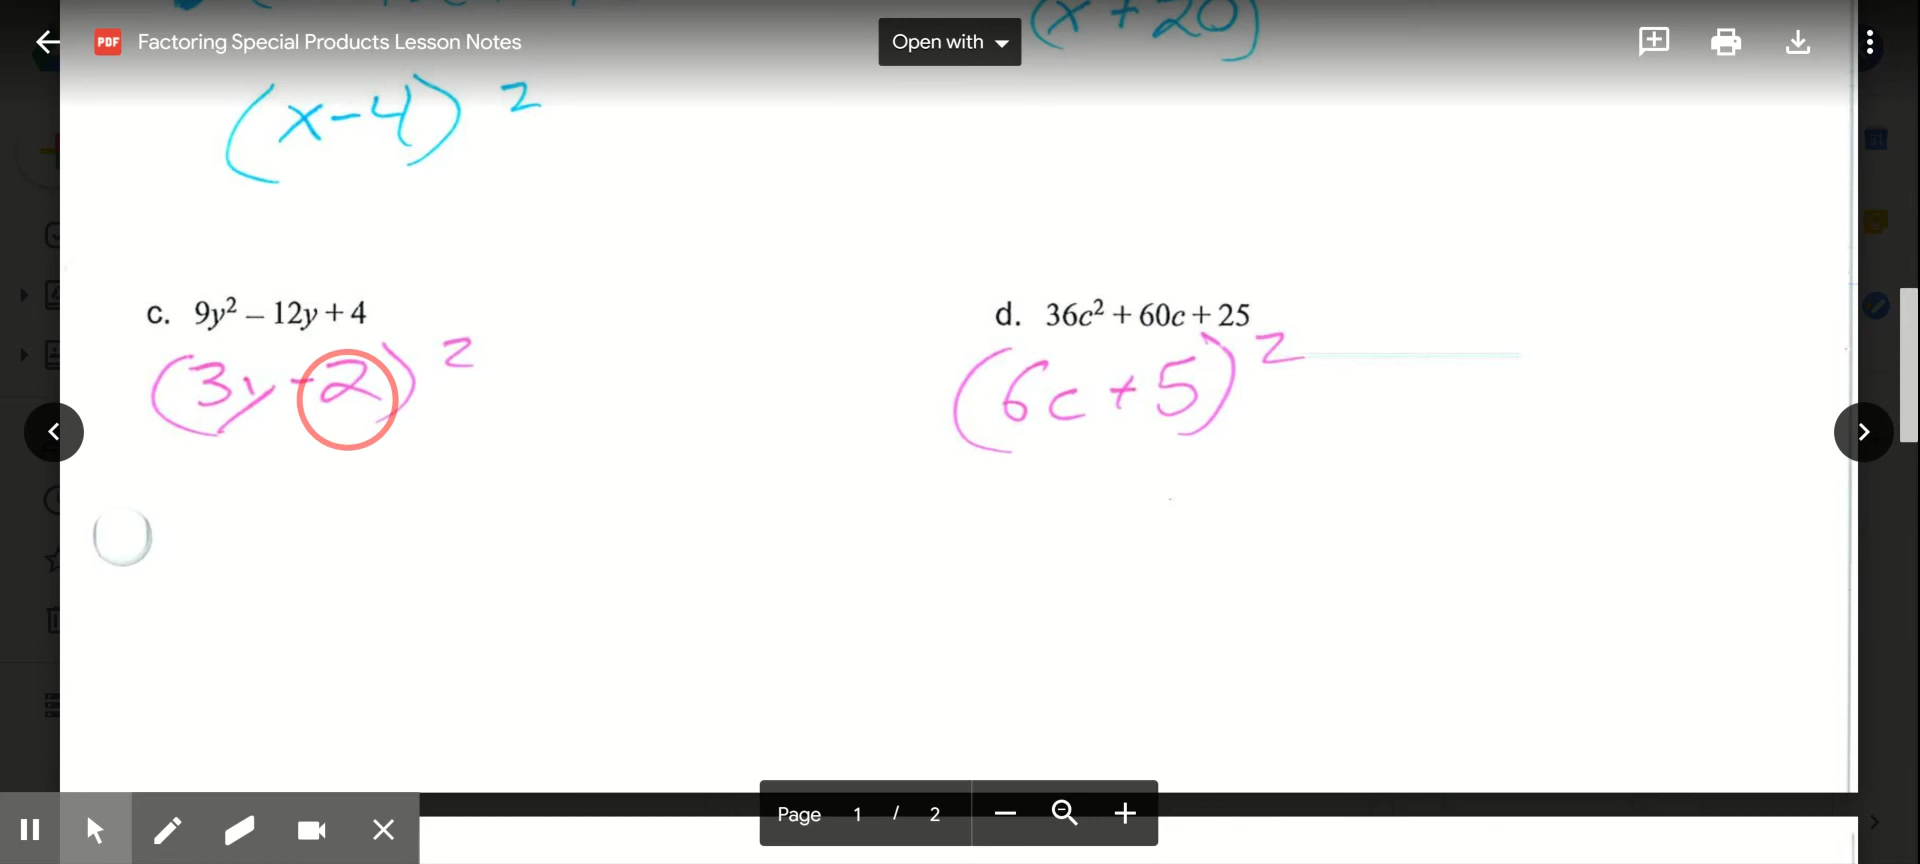 (x + 20)
PDF Factoring Special Products Lesson Notes
Open with
(x - 4)²
c. 9y² – 12y + 4
d. 36c² + 60c + 25
(3y - 2)²
(6c + 5)²
Page 1 / 2